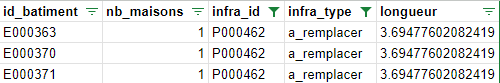 id_batiment nb_maisons infra_id infra_type longueur
E000363 1 P000462 a_remplacer 3.69477602082419
E000370 1 P000462 a_remplacer 3.69477602082419
E000371 1 P000462 a_remplacer 3.69477602082419